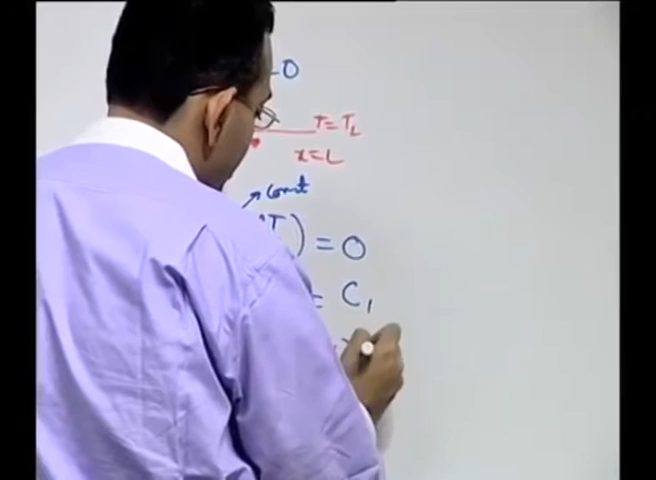 =0
T=T_L
x=L
const
T) = 0
= C₁